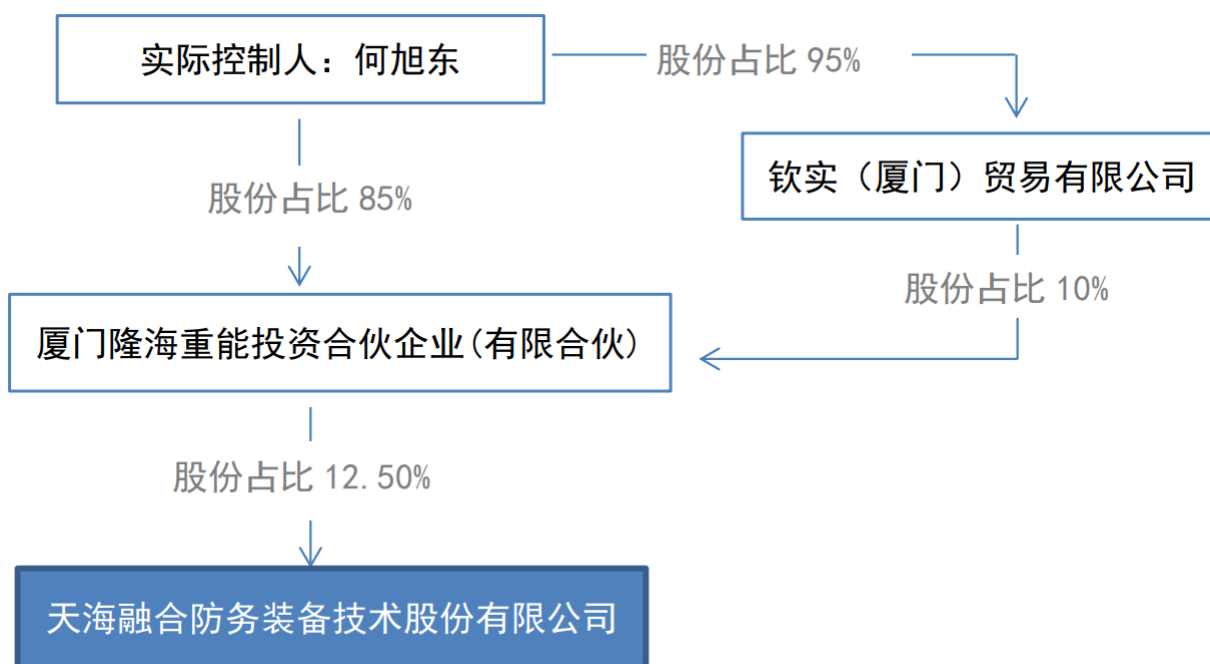 实际控制人：何旭东
股份占比 95%
钦实（厦门）贸易有限公司
股份占比 85%
股份占比 10%
厦门隆海重能投资合伙企业(有限合伙)
股份占比 12.50%
天海融合防务装备技术股份有限公司